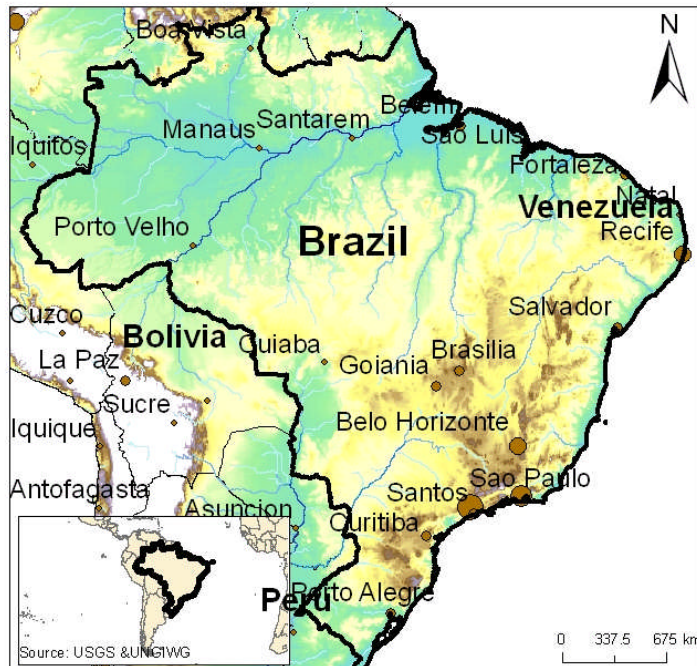 N
Boa Vista
Belem
Santarem
Manaus
Sao Luis
Iquitos
Fortaleza
Natal
Venezuela
Recife
Porto Velho
Brazil
Salvador
Cuzco
Bolivia
Cuiaba
La Paz
Brasilia
Goiania
Sucre
Belo Horizonte
Iquique
Sao Paulo
Santos
Antofagasta
Asuncion
Curitiba
Peru
Porto Alegre
Source: USGS &UNG1WG
0 337.5 675 km